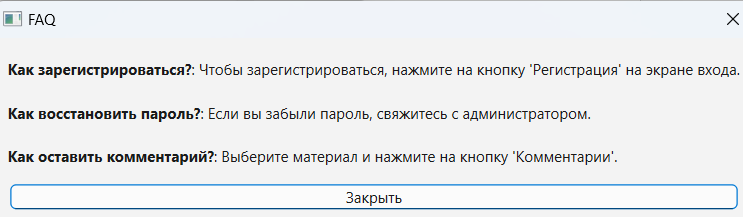 FAQ
Как зарегистрироваться?: Чтобы зарегистрироваться, нажмите на кнопку 'Регистрация' на экране входа.
Как восстановить пароль?: Если вы забыли пароль, свяжитесь с администратором.
Как оставить комментарий?: Выберите материал и нажмите на кнопку 'Комментарии'.
Закрыть